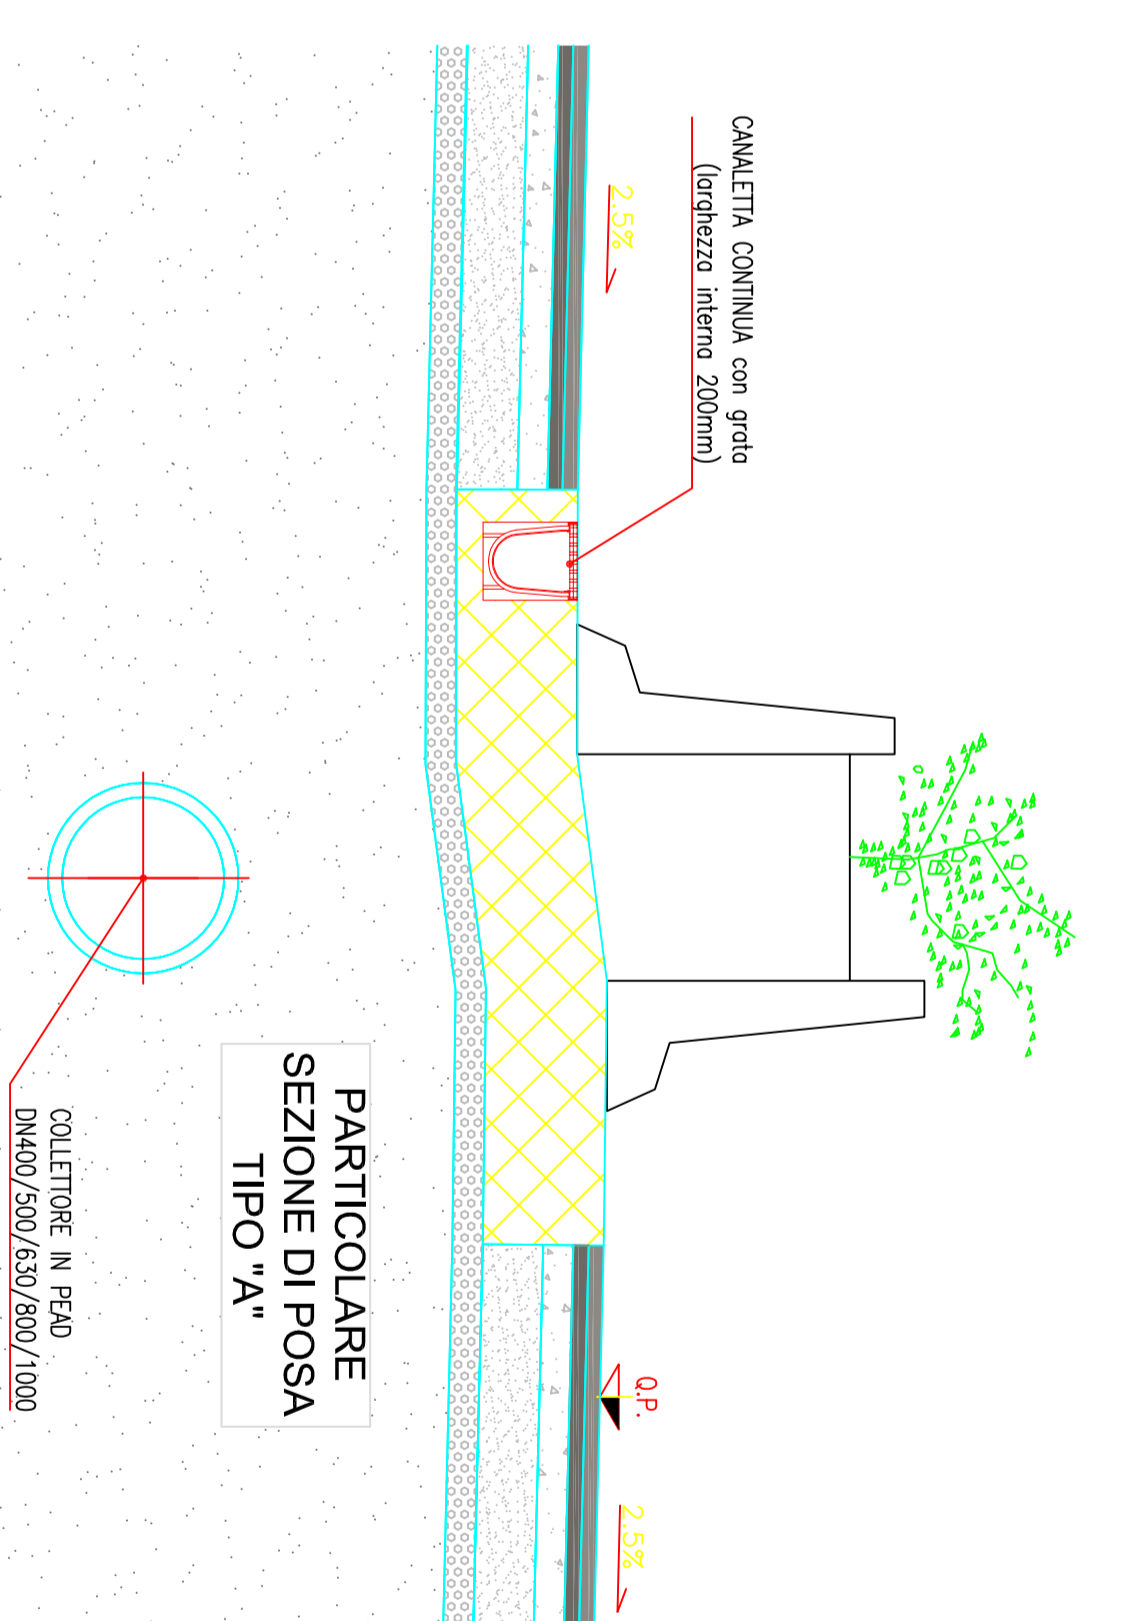 CANALETTA CONTINUA con grata
(larghezza interna 200mm)
2.5%
Q.P.
2.5%
PARTICOLARE
SEZIONE DI POSA
TIPO "A"
COLLETTORE IN PEAD
DN400/500/630/800/1000